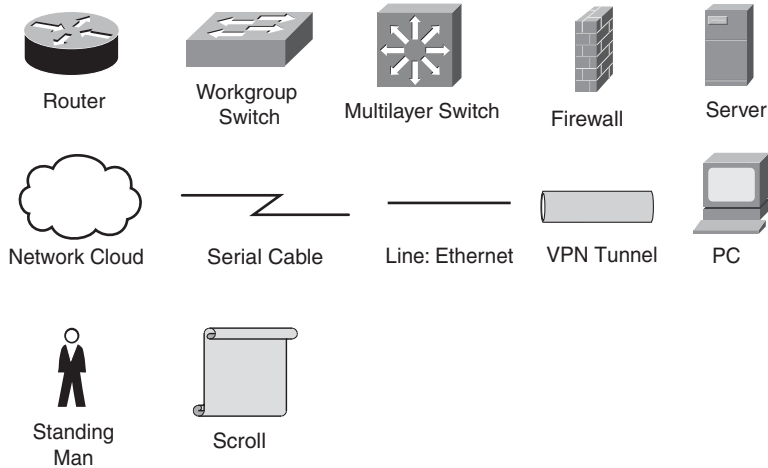 Router
Workgroup
Switch
Multilayer Switch
Firewall
Server
Network Cloud
Serial Cable
Line: Ethernet
VPN Tunnel
PC
Standing
Man
Scroll